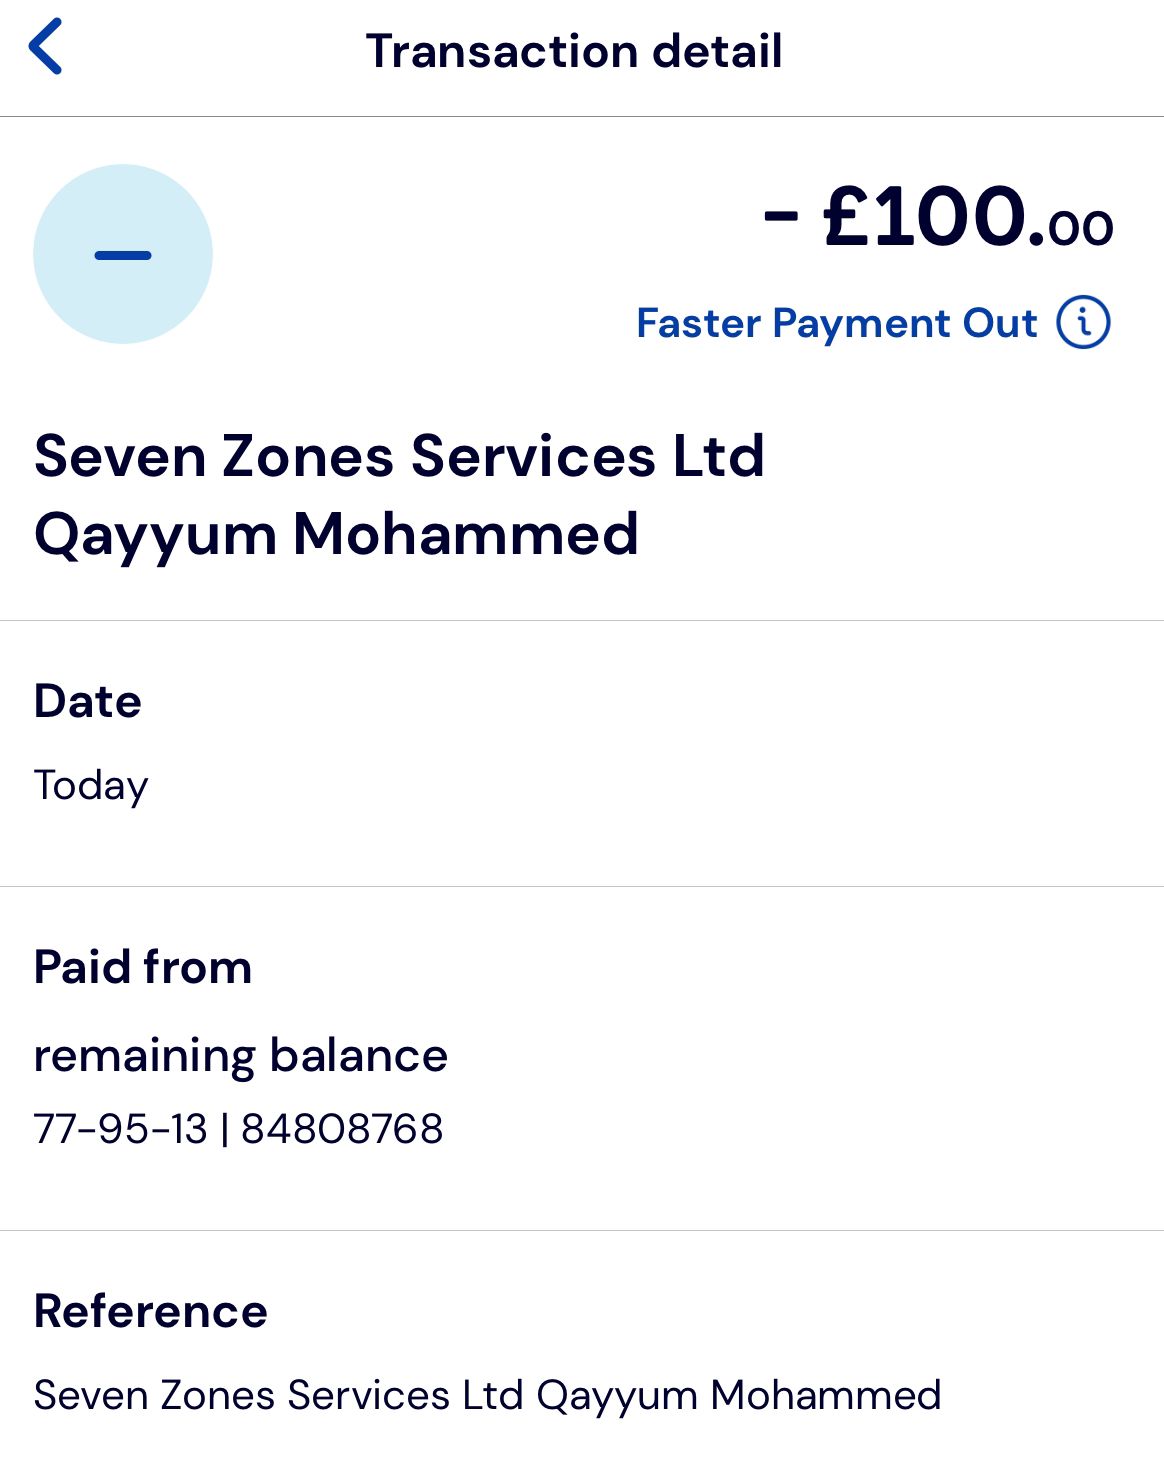 Transaction detail
- £100.00
Faster Payment Out
Seven Zones Services Ltd
Qayyum Mohammed
Date
Today
Paid from
remaining balance
77-95-13 | 84808768
Reference
Seven Zones Services Ltd Qayyum Mohammed